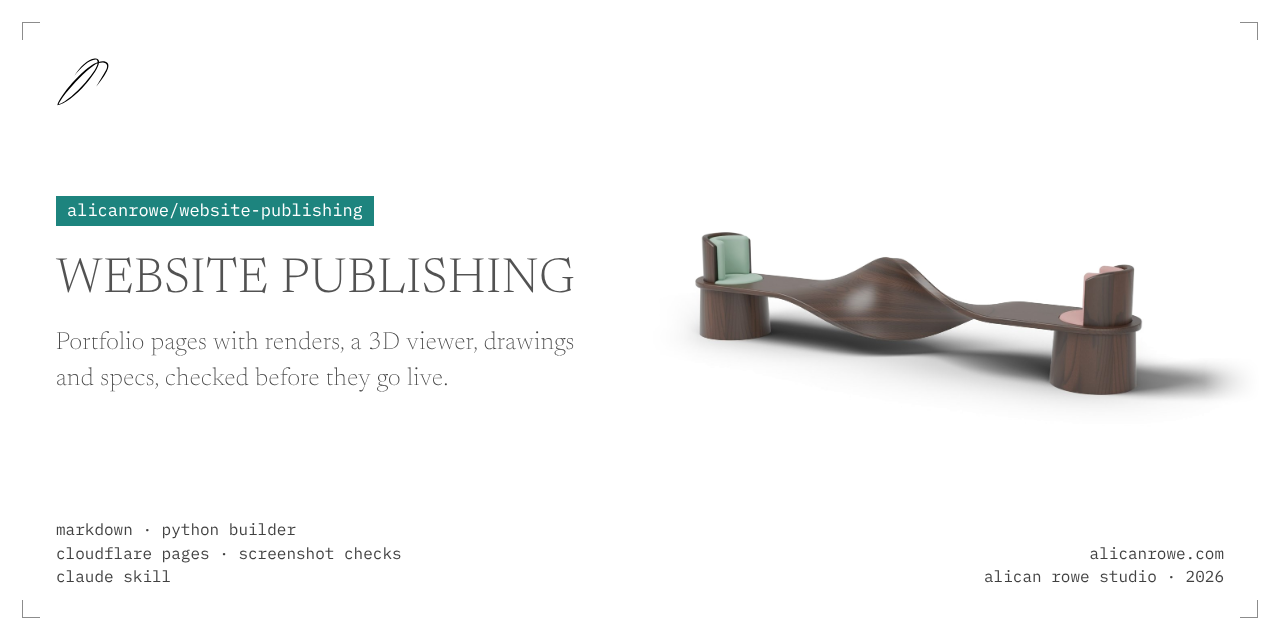 alicanrowe/website-publishing
WEBSITE PUBLISHING
Portfolio pages with renders, a 3D viewer, drawings
and specs, checked before they go live.
markdown · python builder
cloudflare pages · screenshot checks
claude skill
alicanrowe.com
alican rowe studio · 2026